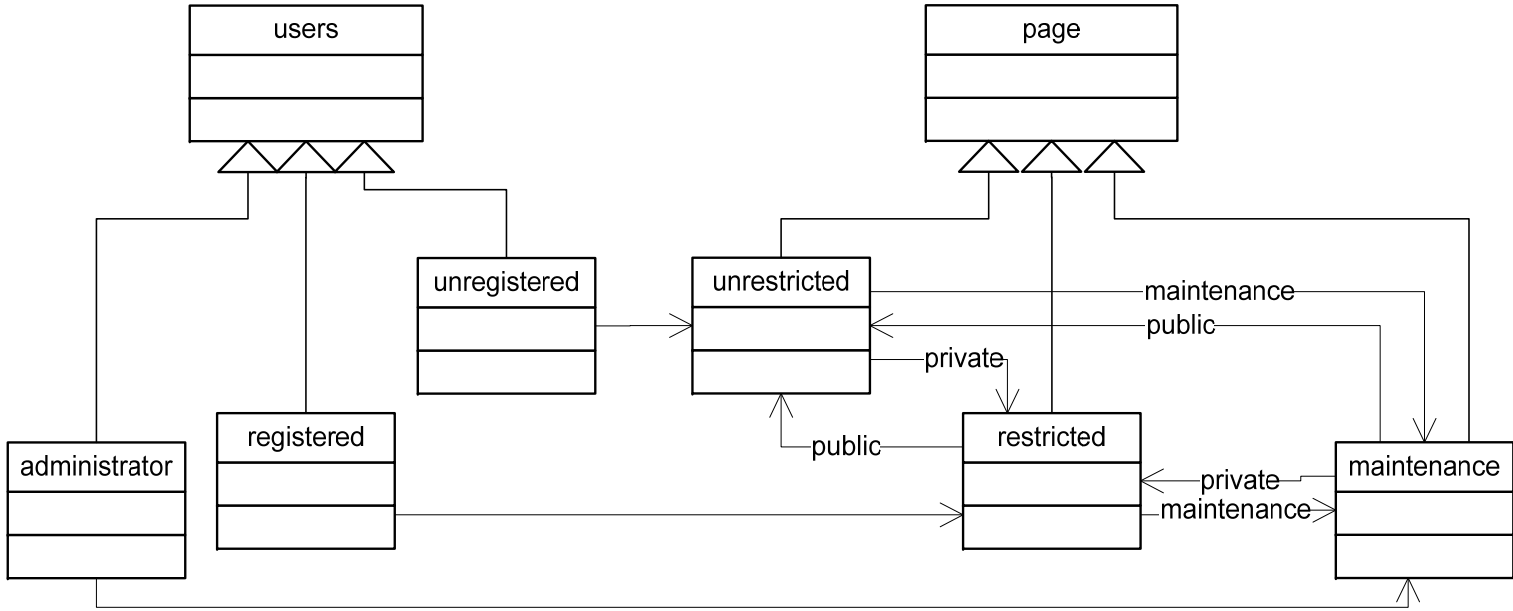 users
page
unregistered
unrestricted
maintenance
public
private
registered
public
restricted
administrator
maintenance
private
maintenance